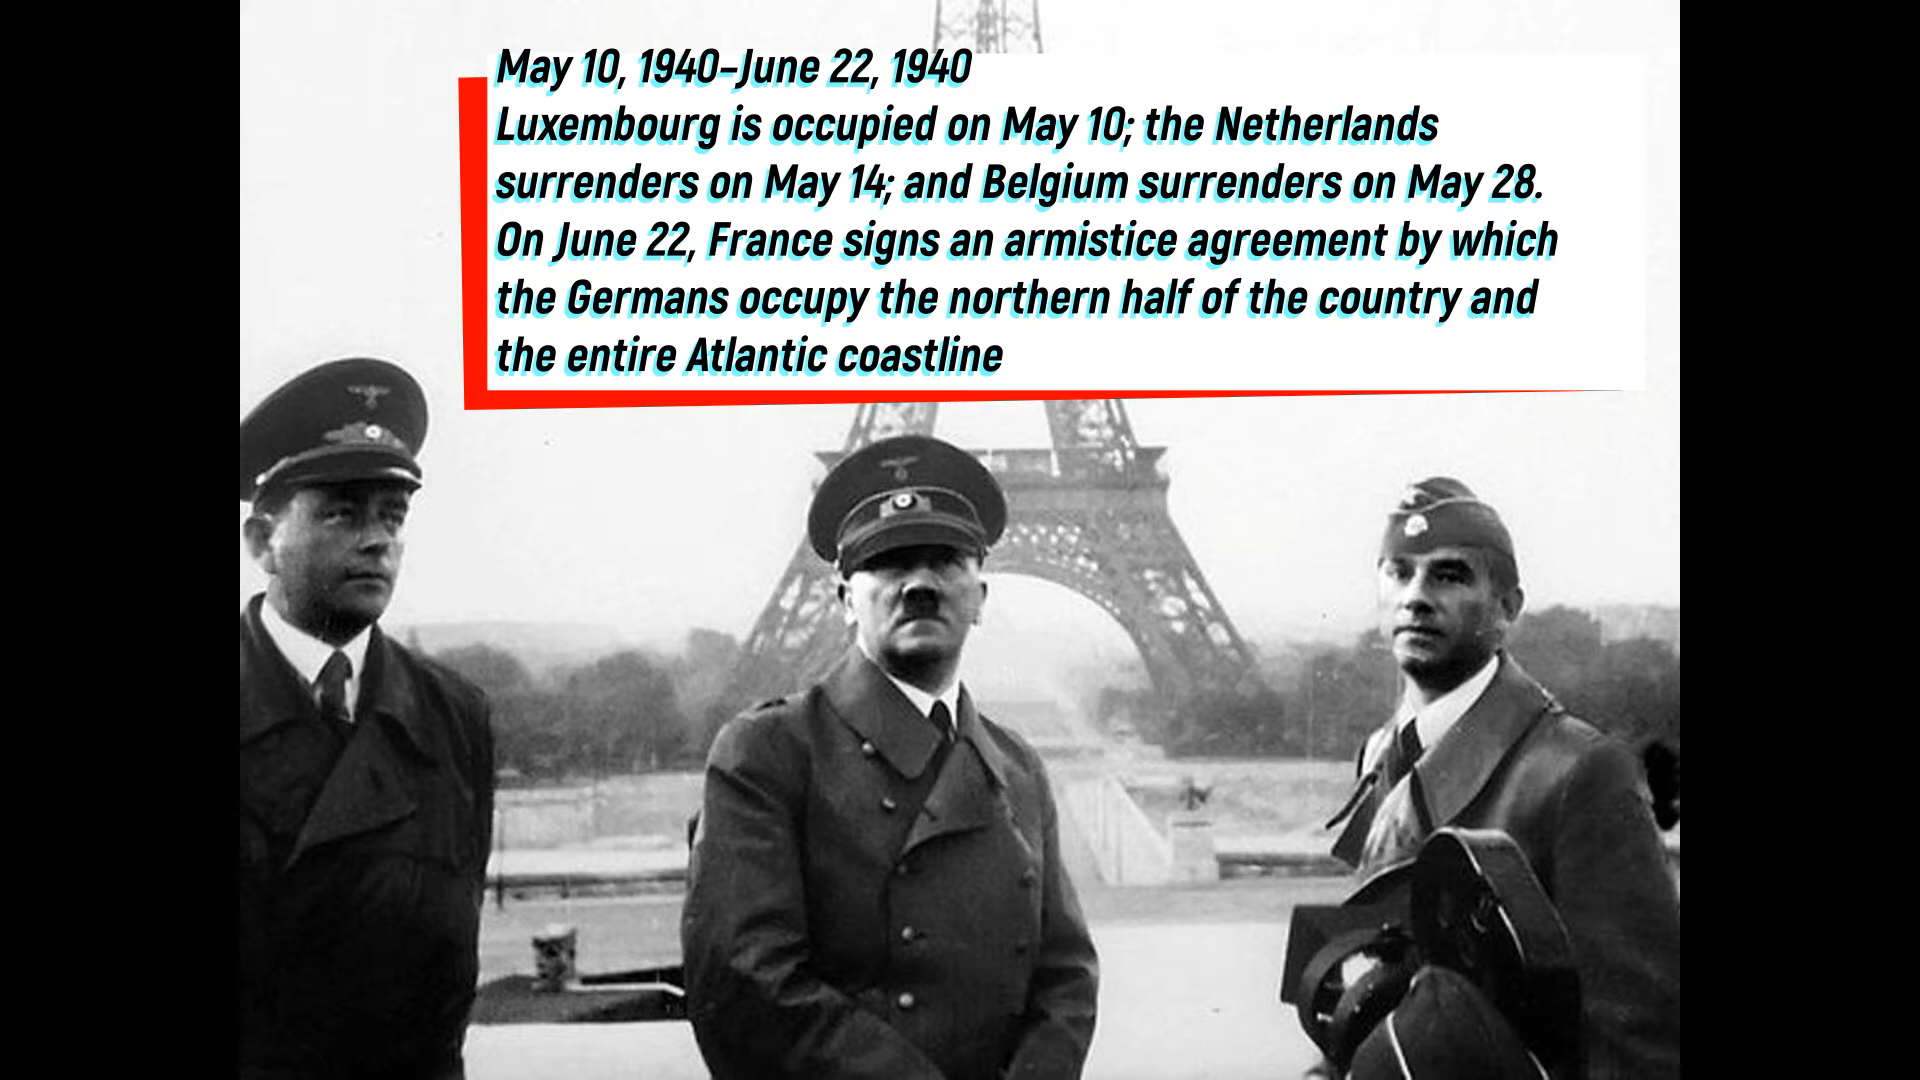 May 10, 1940–June 22, 1940
Luxembourg is occupied on May 10; the Netherlands
surrenders on May 14; and Belgium surrenders on May 28.
On June 22, France signs an armistice agreement by which
the Germans occupy the northern half of the country and
the entire Atlantic coastline